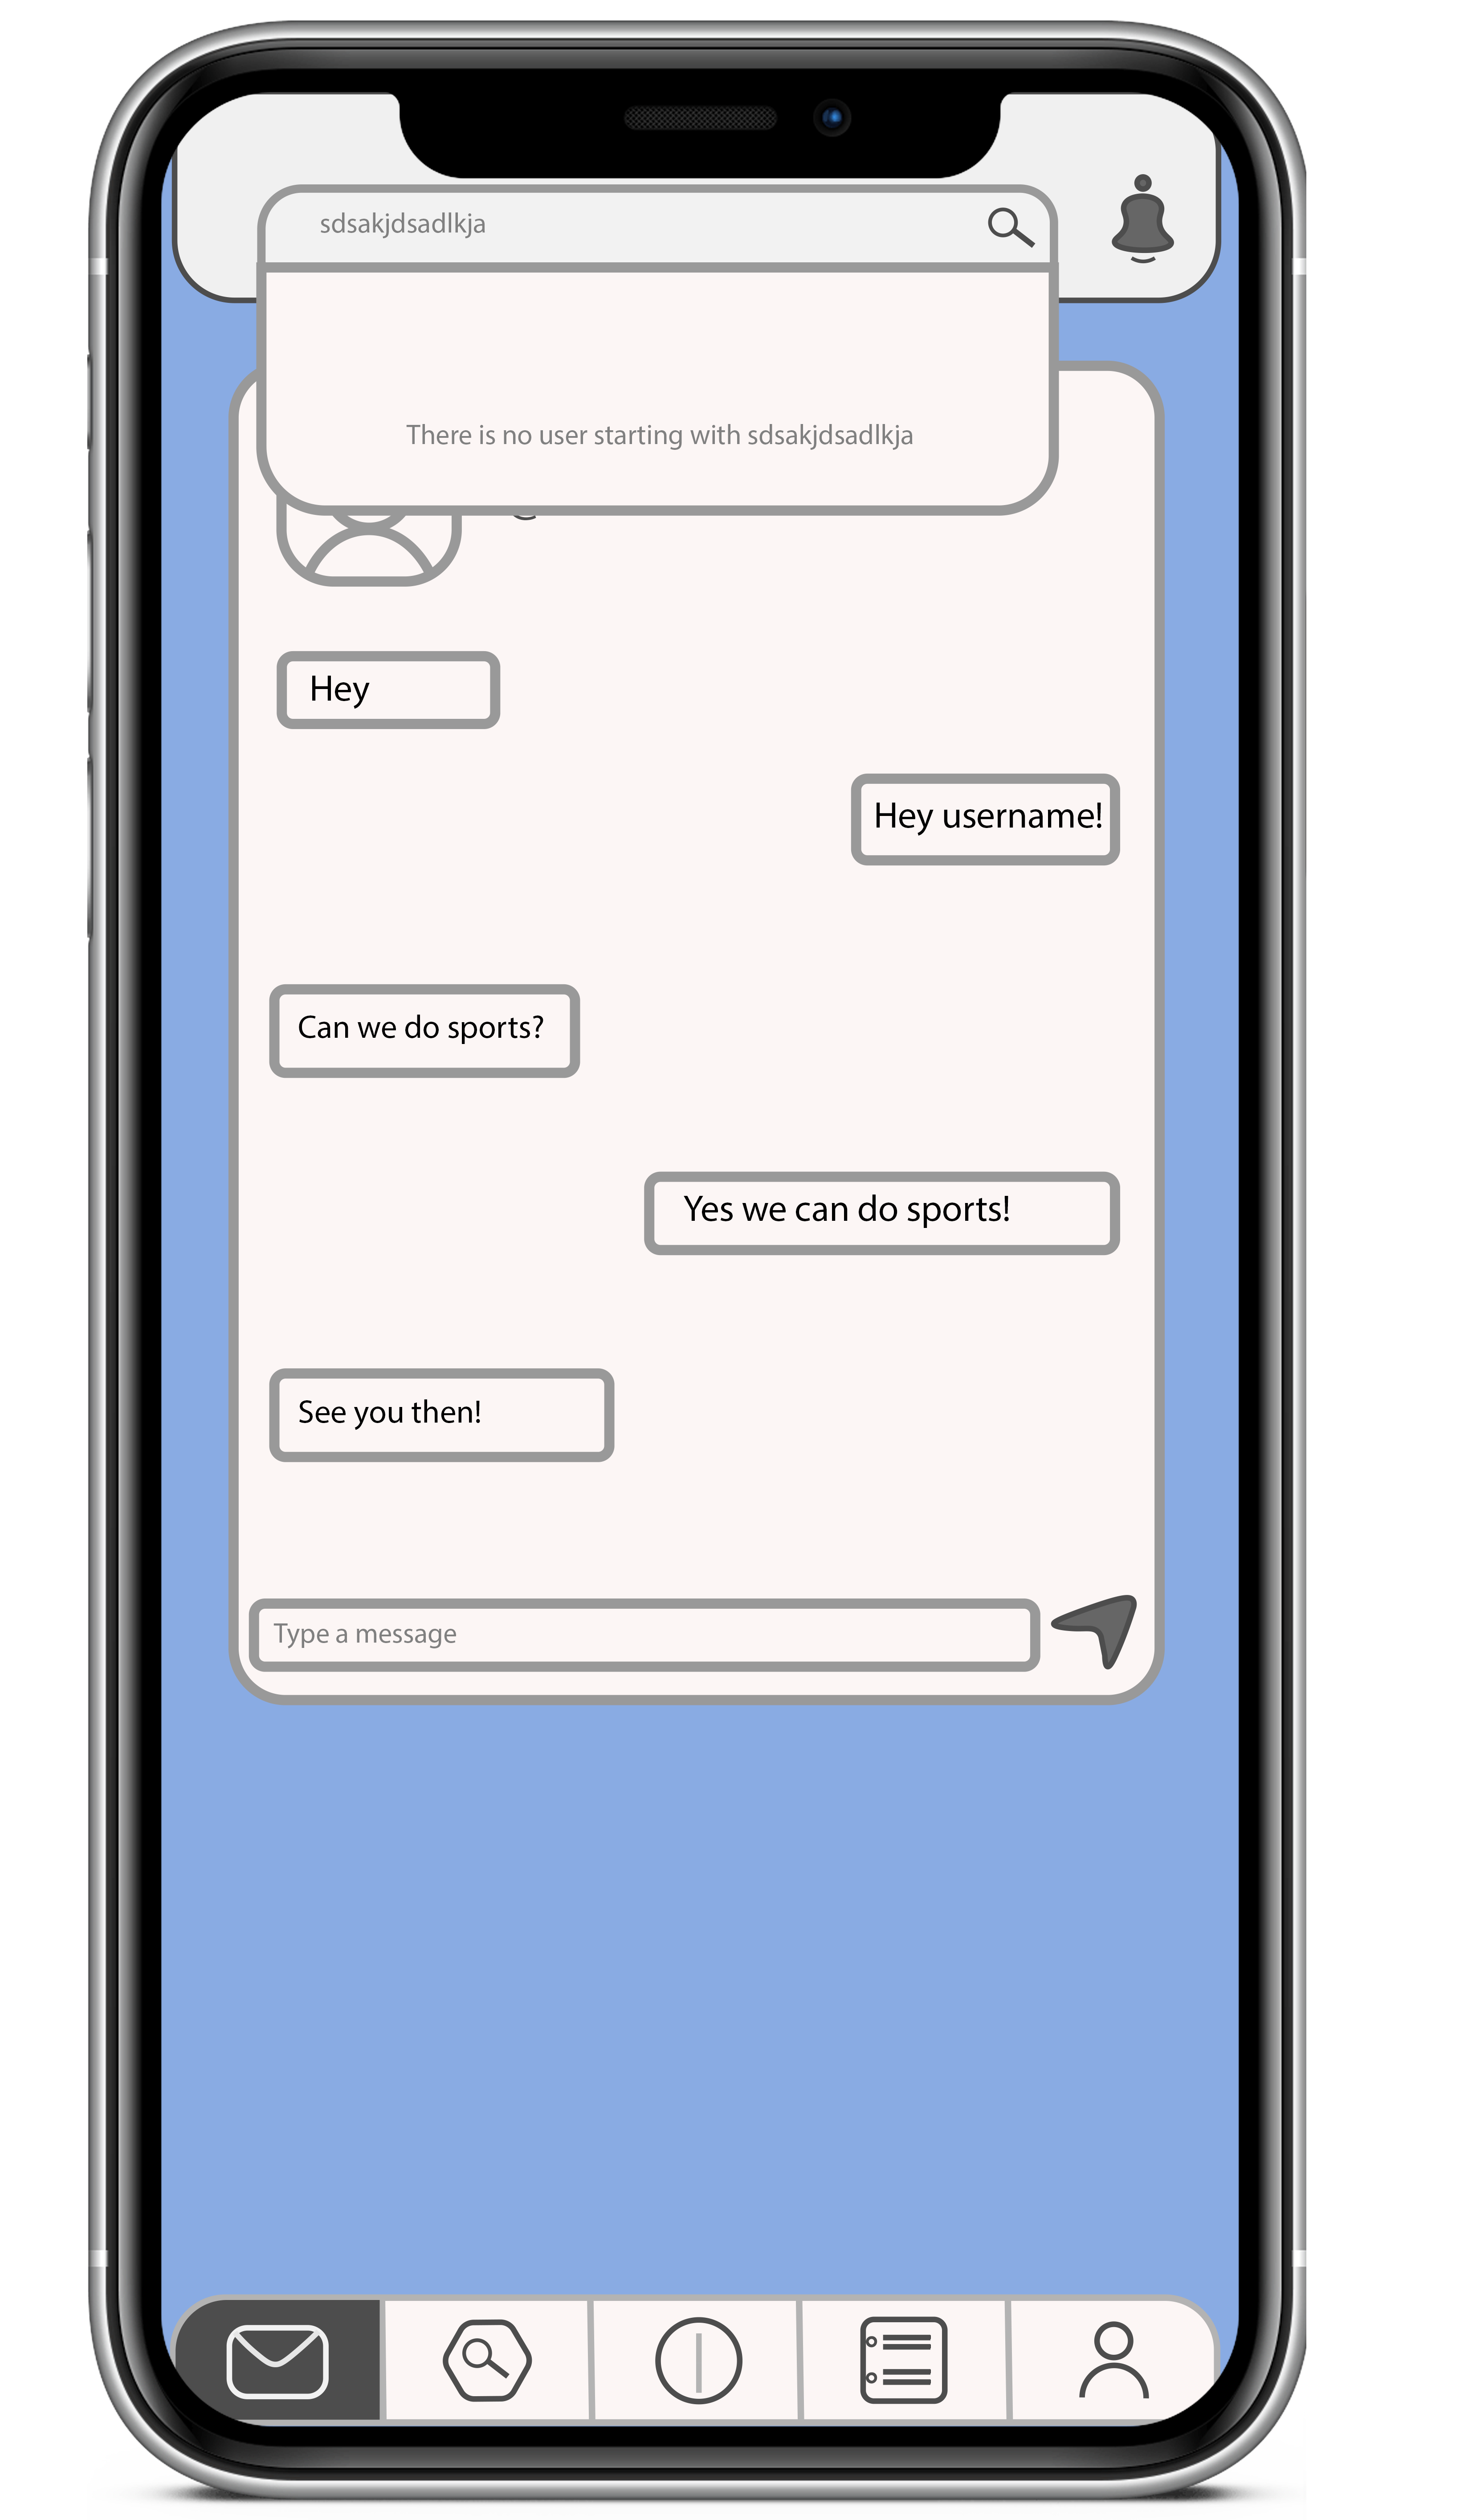 sdsakjdsadlkja
There is no user starting with sdsakjdsadlkja
Hey
Hey username!
Can we do sports?
Yes we can do sports!
See you then!
Type a message